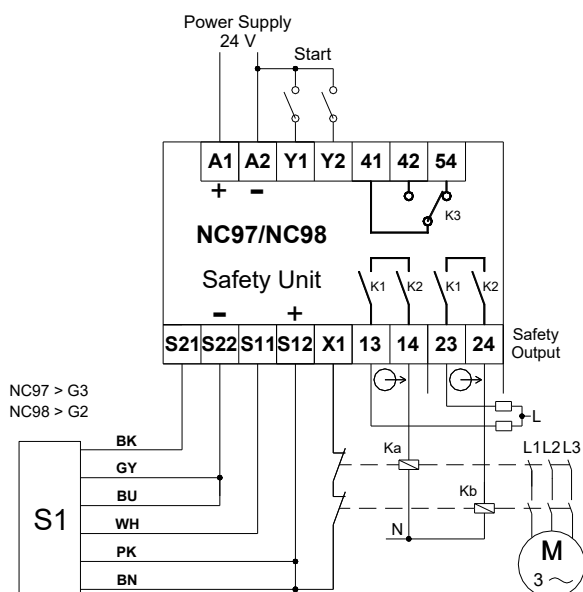 Power Supply
24 V
Start
A1 A2 Y1 Y2 41 42 54
+ -
K3
NC97/NC98
Safety Unit
K1 K2 K1 K2
- +
S21 S22 S11 S12 X1 13 14 23 24
Safety
Output
NC97 > G3
NC98 > G2
L
BK
Ka
L1 L2 L3
GY
BU
Kb
S1
WH
N
PK
M
BN
3 ~